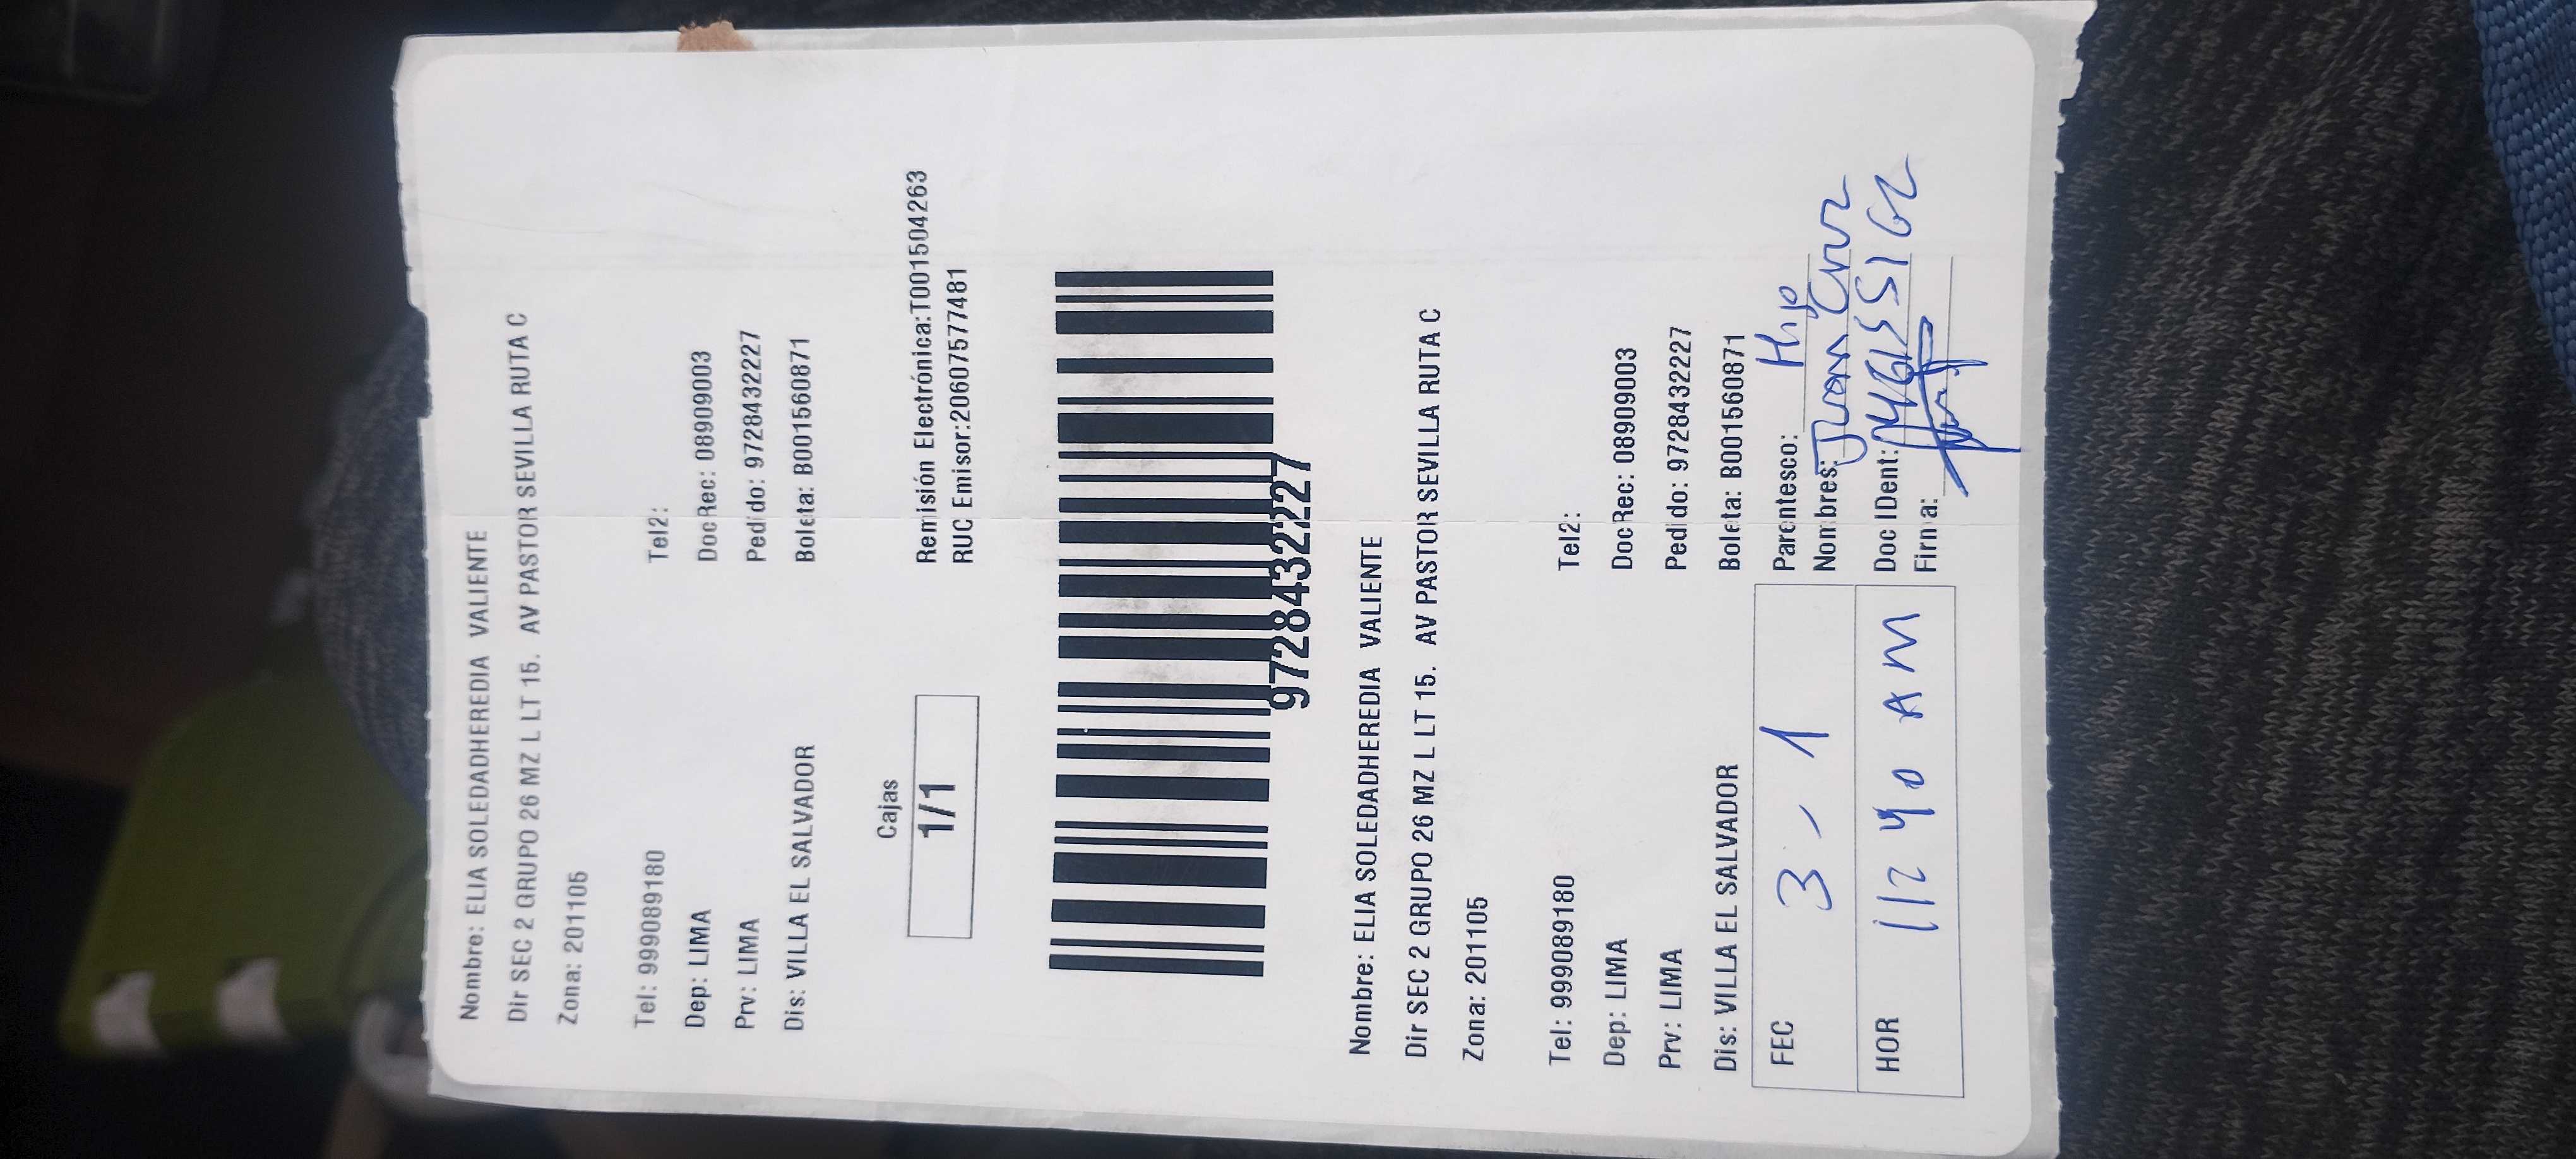 Nombre: ELIA SOLEDADHEREDIA VALIENTE
Dir SEC 2 GRUPO 26 MZ L LT 15. AV PASTOR SEVILLA RUTA C
Zona: 201105
Tel: 999089180 Tel2:
Dep: LIMA DocRec: 08909003
Prv: LIMA Pedido: 9728432227
Dis: VILLA EL SALVADOR Boleta: B001560871
Cajas
1/1
Remisión Electrónica:T001504263
RUC Emisor:20607577481
9728432227
Nombre: ELIA SOLEDADHEREDIA VALIENTE
Dir SEC 2 GRUPO 26 MZ L LT 15. AV PASTOR SEVILLA RUTA C
Zona: 201105
Tel: 999089180 Tel2:
Dep: LIMA DocRec: 08909003
Prv: LIMA Pedido: 9728432227
Dis: VILLA EL SALVADOR Boleta: B001560871
FEC 3-1 Parentesco: Hijo
Nombres: Juan Cruz
HOR 11:40 AM Doc IDent:
Firma: